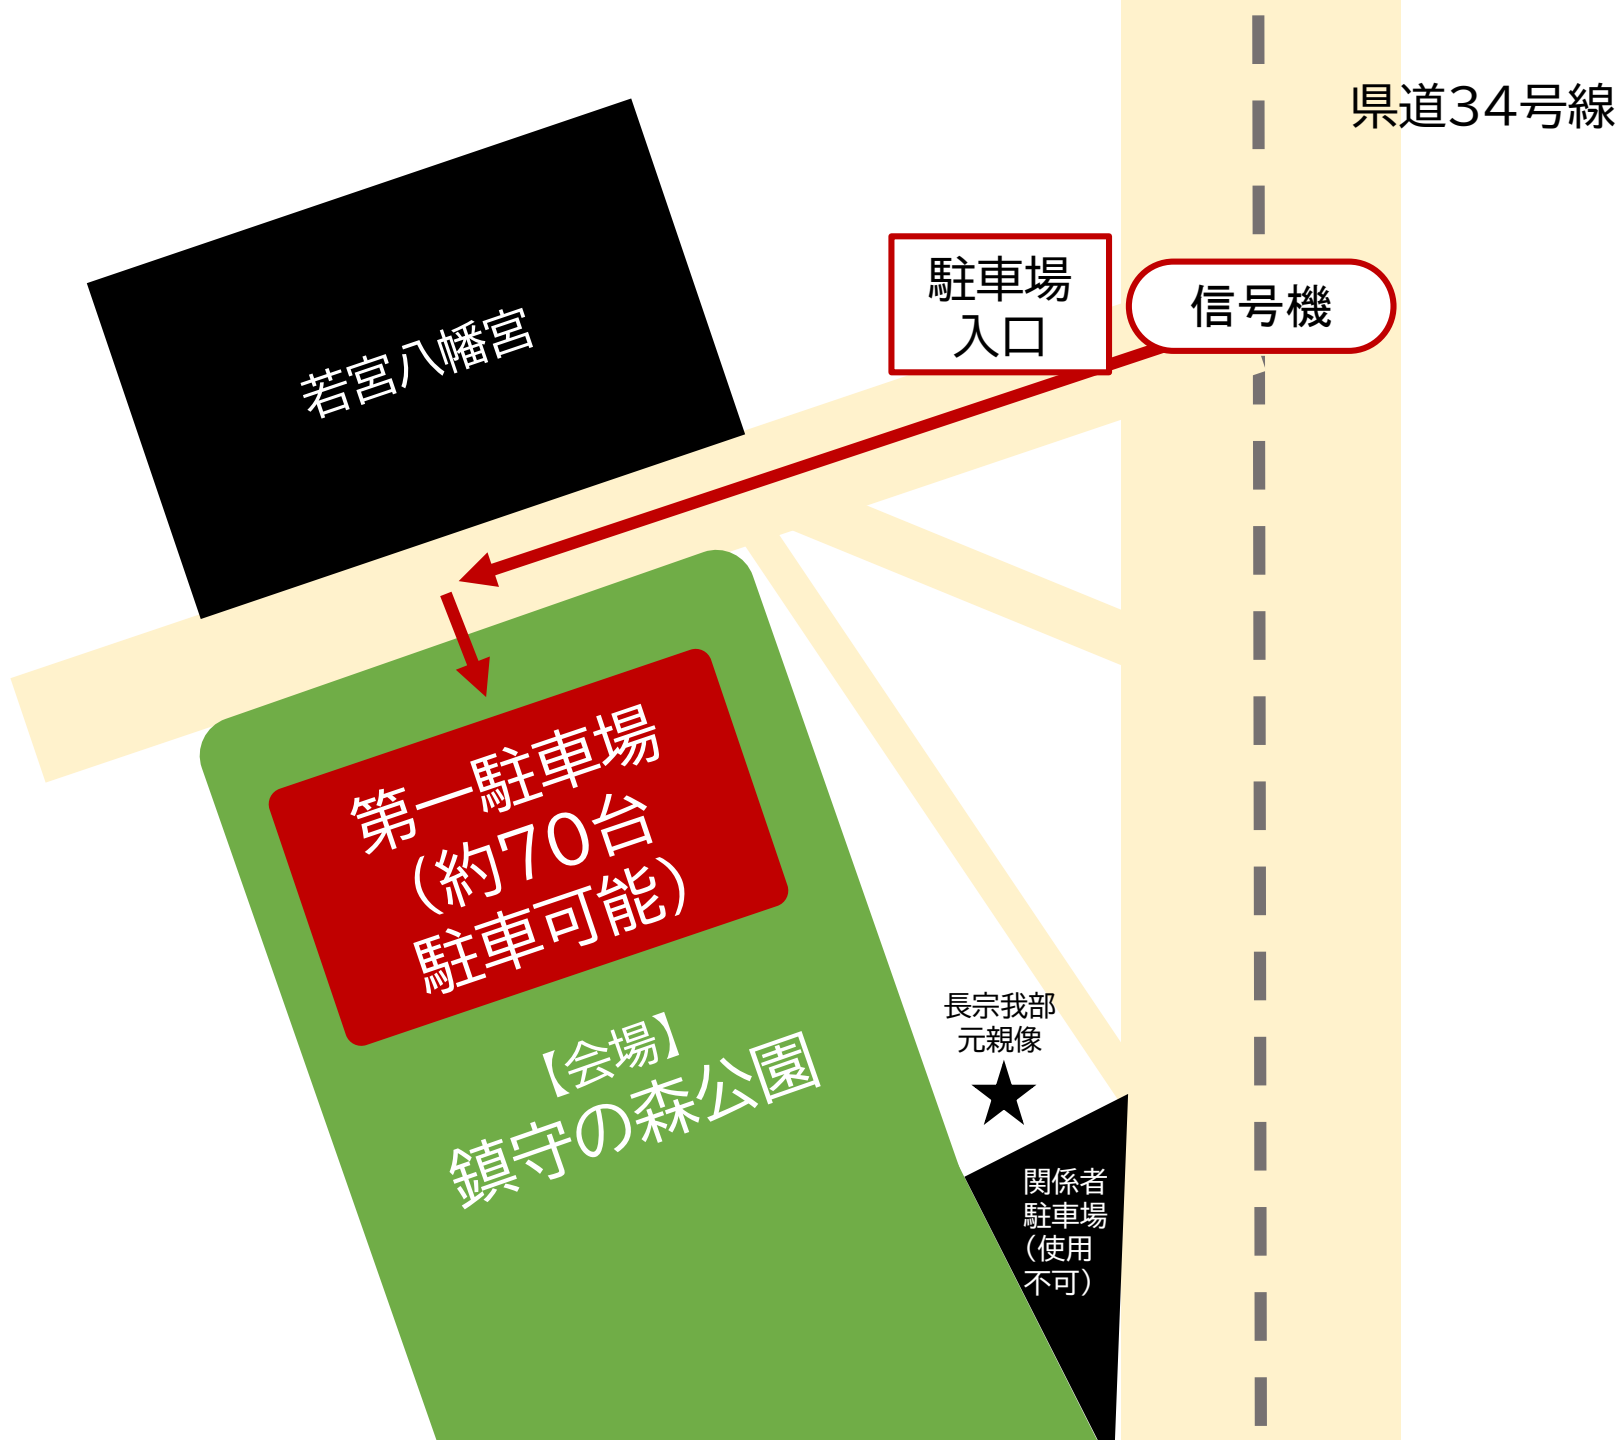 県道34号線
駐車場
入口
信号機
若宮八幡宮
第一駐車場
（約70台
駐車可能）
【会場】
鎮守の森公園
長宗我部
元親像
関係者
駐車場
（使用
不可）